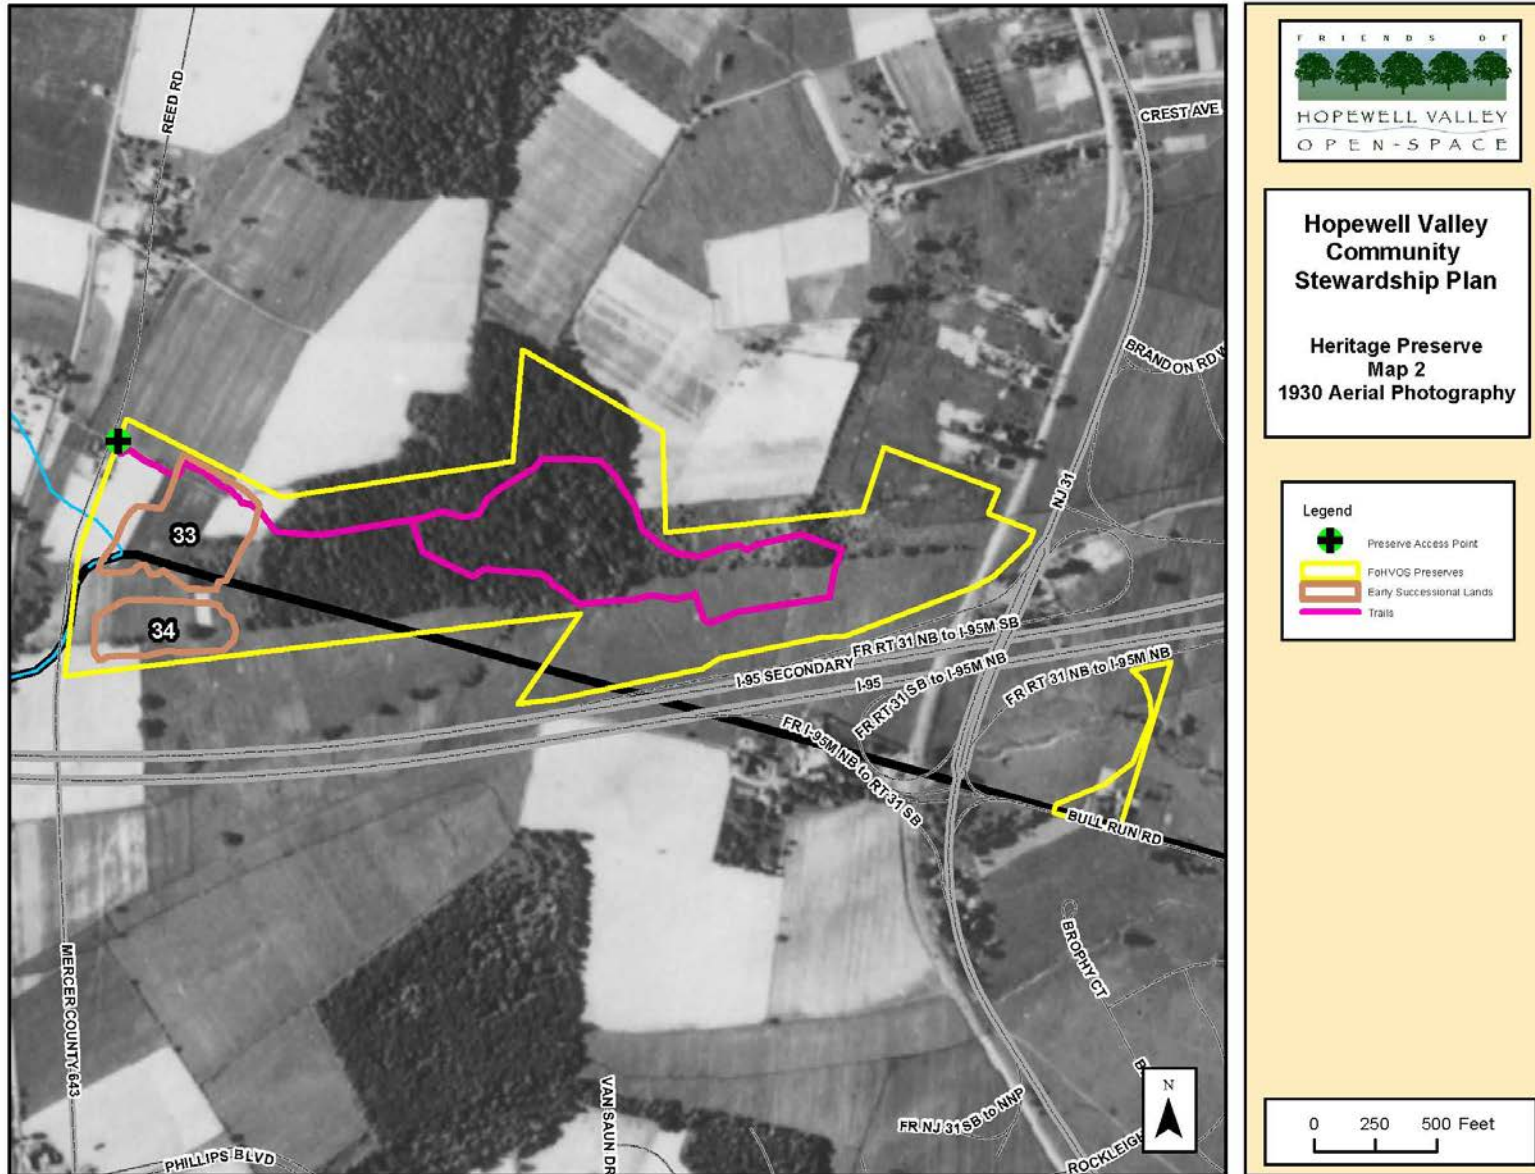 REED RD
CREST AVE
BRANDON RD W
NJ 31
33
34
FR RT 31 NB to I-95M SB
I-95 SECONDARY
I-95
FR RT 31 SB to I-95M NB
FR RT 31 NB to I-95M NB
FR I-95M NB to RT 31 SB
BULL RUN RD
BROPHY CT
MERCER COUNTY 643
VAN SAUN DR
FR NJ 31 SB to NNP
PHILLIPS BLVD
ROCKLEIGH
N
FRIENDS OF
HOPEWELL VALLEY
OPEN-SPACE
Hopewell Valley
Community
Stewardship Plan
Heritage Preserve
Map 2
1930 Aerial Photography
Legend
Preserve Access Point
FoHVOS Preserves
Early Successional Lands
Trails
0 250 500 Feet